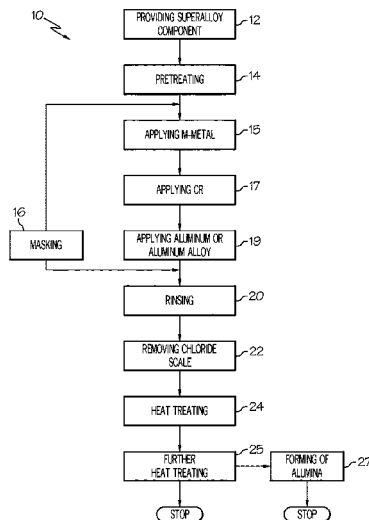 10
PROVIDING SUPERALLOY
COMPONENT
12
PRETREATING
14
APPLYING M-METAL
15
APPLYING CR
17
16
MASKING
APPLYING ALUMINUM OR
ALUMINUM ALLOY
19
RINSING
20
REMOVING CHLORIDE
SCALE
22
HEAT TREATING
24
FURTHER
HEAT TREATING
25
FORMING OF
ALUMINA
27
STOP
STOP